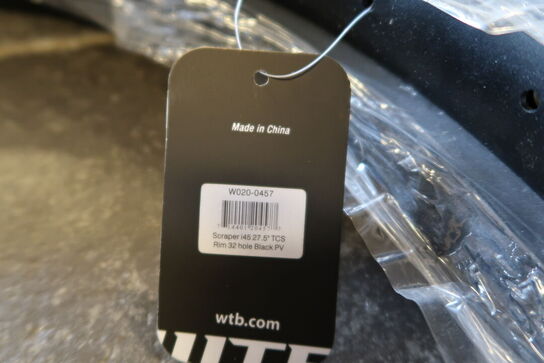 Made in China
W020-0457
Scraper i45 27.5" TCS
Rim 32 hole Black PV
wtb.com